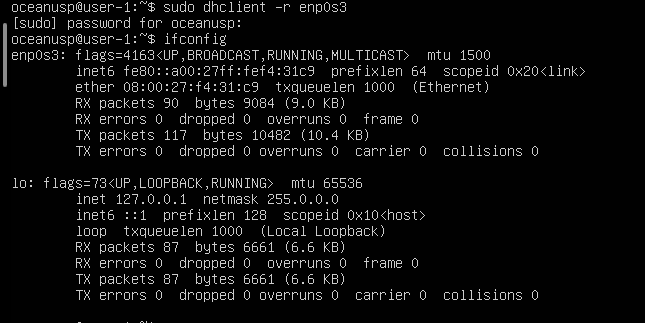 oceanusp@user-1:~$ sudo dhclient -r enp0s3
[sudo] password for oceanusp:
oceanusp@user-1:~$ ifconfig
enp0s3: flags=4163<UP,BROADCAST,RUNNING,MULTICAST>  mtu 1500
        inet6 fe80::a00:27ff:fef4:31c9  prefixlen 64  scopeid 0x20<link>
        ether 08:00:27:f4:31:c9  txqueuelen 1000  (Ethernet)
        RX packets 90  bytes 9084 (9.0 KB)
        RX errors 0  dropped 0  overruns 0  frame 0
        TX packets 117  bytes 10482 (10.4 KB)
        TX errors 0  dropped 0 overruns 0  carrier 0  collisions 0

lo: flags=73<UP,LOOPBACK,RUNNING>  mtu 65536
        inet 127.0.0.1  netmask 255.0.0.0
        inet6 ::1  prefixlen 128  scopeid 0x10<host>
        loop  txqueuelen 1000  (Local Loopback)
        RX packets 87  bytes 6661 (6.6 KB)
        RX errors 0  dropped 0  overruns 0  frame 0
        TX packets 87  bytes 6661 (6.6 KB)
        TX errors 0  dropped 0 overruns 0  carrier 0  collisions 0